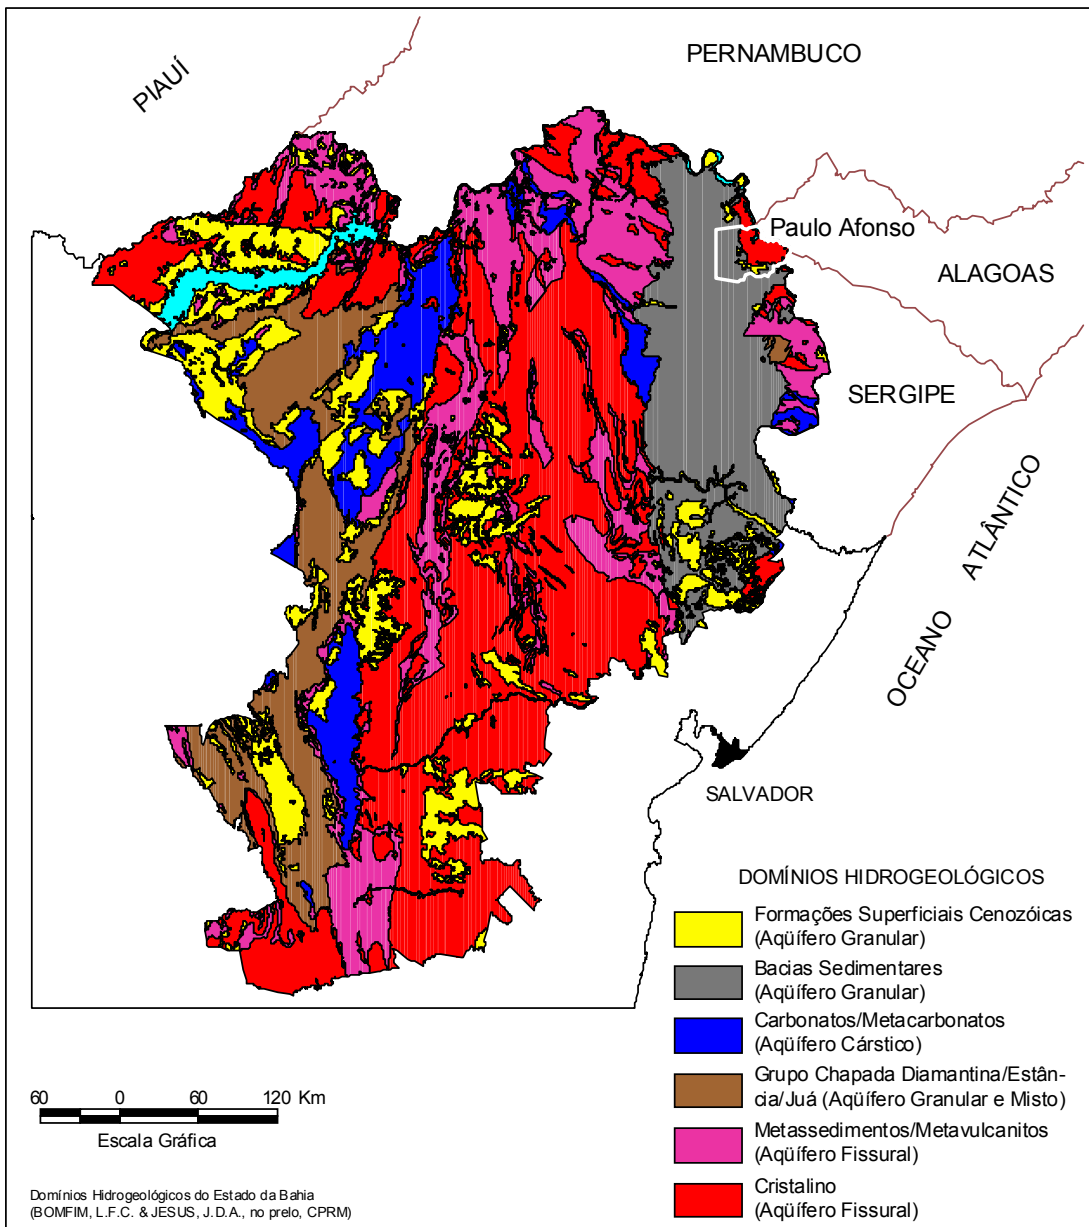 PERNAMBUCO
PIAUÍ
Paulo Afonso
ALAGOAS
SERGIPE
OCEANO ATLÂNTICO
SALVADOR
DOMÍNIOS HIDROGEOLÓGICOS
Formações Superficiais Cenozóicas
(Aqüífero Granular)
Bacias Sedimentares
(Aqüífero Granular)
Carbonatos/Metacarbonatos
(Aqüífero Cárstico)
Grupo Chapada Diamantina/Estân-
cia/Juá (Aqüífero Granular e Misto)
Metassedimentos/Metavulcanitos
(Aqüífero Fissural)
Cristalino
(Aqüífero Fissural)
60 0 60 120 Km
Escala Gráfica
Domínios Hidrogeológicos do Estado da Bahia
(BOMFIM, L.F.C. & JESUS, J.D.A., no prelo, CPRM)